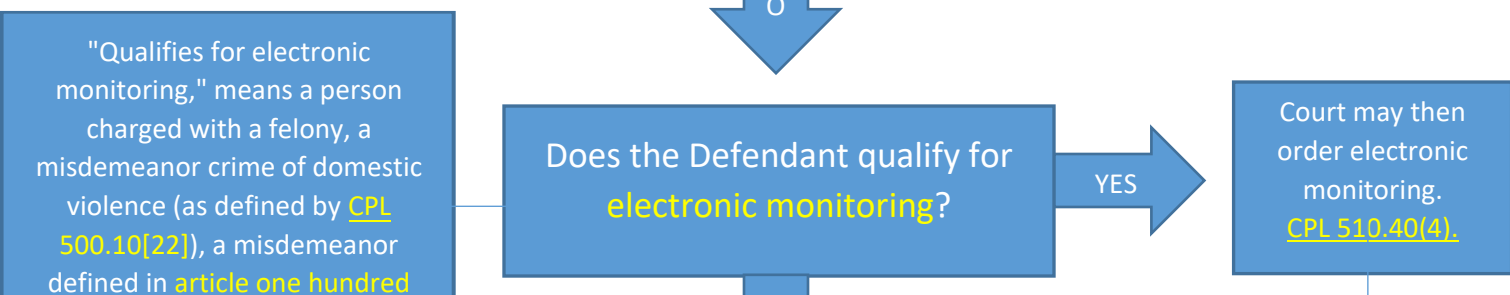 O
"Qualifies for electronic
monitoring," means a person
charged with a felony, a
misdemeanor crime of domestic
violence (as defined by CPL
500.10[22]), a misdemeanor
defined in article one hundred
Does the Defendant qualify for
electronic monitoring?
YES
Court may then
order electronic
monitoring.
CPL 510.40(4).